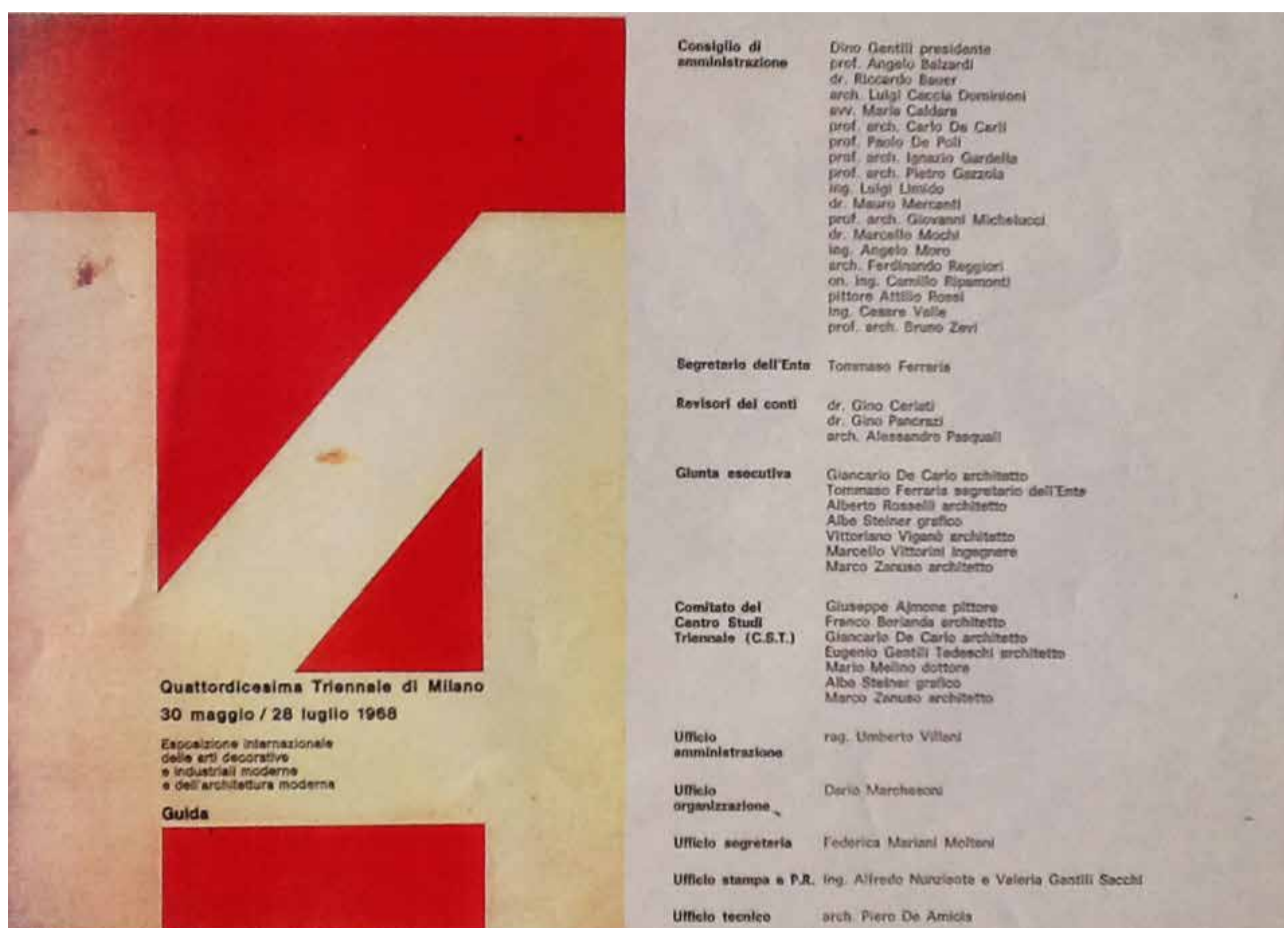 Quattordicesima Triennale di Milano
30 maggio / 28 luglio 1968
Esposizione internazionale
delle arti decorative
e industriali moderne
e dell'architettura moderna
Guida
Consiglio di
amministrazione
Dino Gentili presidente
prof. Angelo Balzardi
dr. Riccardo Bauer
arch. Luigi Caccia Dominioni
avv. Mario Caldara
prof. arch. Carlo De Carli
prof. Paolo De Poli
prof. arch. Ignazio Gardella
prof. arch. Pietro Gazzola
ing. Luigi Limido
dr. Mauro Mercanti
prof. arch. Giovanni Michelucci
dr. Marcello Mochi
ing. Angelo Moro
arch. Ferdinando Reggiori
on. ing. Camillo Ripamonti
pittore Attilio Rossi
ing. Cesare Valle
prof. arch. Bruno Zevi
Segretario dell'Ente Tommaso Ferraris
Revisori dei conti
dr. Gino Ceriati
dr. Gino Pancrazi
arch. Alessandro Pasquali
Giunta esecutiva
Giancarlo De Carlo architetto
Tommaso Ferraris segretario dell'Ente
Alberto Rosselli architetto
Albe Steiner grafico
Vittoriano Viganò architetto
Marcello Vittorini ingegnere
Marco Zanuso architetto
Comitato del
Centro Studi
Triennale (C.S.T.)
Giuseppe Ajmone pittore
Franco Berlanda architetto
Giancarlo De Carlo architetto
Eugenio Gentili Tedeschi architetto
Mario Melino dottore
Albe Steiner grafico
Marco Zanuso architetto
Ufficio
amministrazione
rag. Umberto Villani
Ufficio
organizzazione
Dario Marchesoni
Ufficio segreteria Federica Mariani Molteni
Ufficio stampa e P.R. ing. Alfredo Nunziante e Valeria Gentili Sacchi
Ufficio tecnico arch. Piero De Amicis